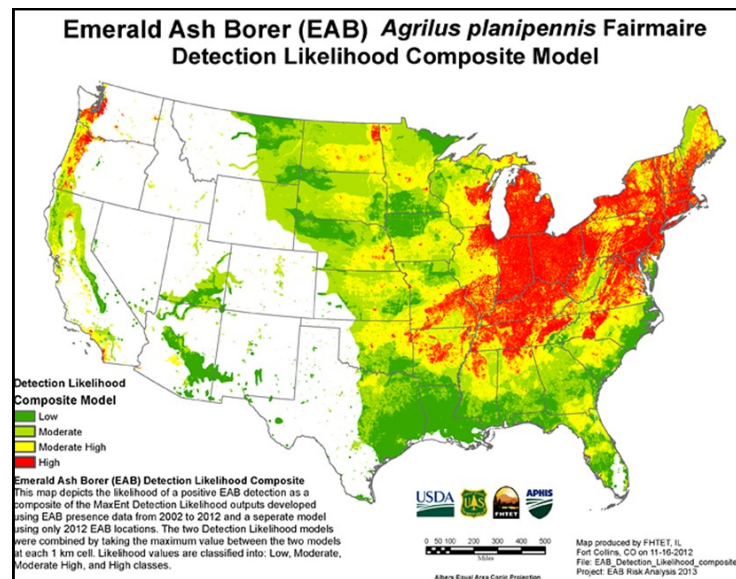 Emerald Ash Borer (EAB) Agrilus planipennis Fairmaire
Detection Likelihood Composite Model
Detection Likelihood
Composite Model
Low
Moderate
Moderate High
High
Emerald Ash Borer (EAB) Detection Likelihood Composite
This map depicts the likelihood of a positive EAB detection as a
composite of the MaxEnt Detection Likelihood outputs developed
using EAB presence data from 2002 to 2012 and a seperate model
using only 2012 EAB locations. The two Detection Likelihood models
were combined by taking the maximum value between the two models
at each 1 km cell. Likelihood values are classified into: Low, Moderate,
Moderate High, and High classes.
USDA
FHTET
APHIS
0 50 100 200 300 400 500
Miles
Albers Equal Area Conic Projection
Map produced by FHTET, IL
Fort Collins, CO on 11-16-2012
File: EAB_Detection_Likelihood_composite
Project: EAB Risk Analysis 2013